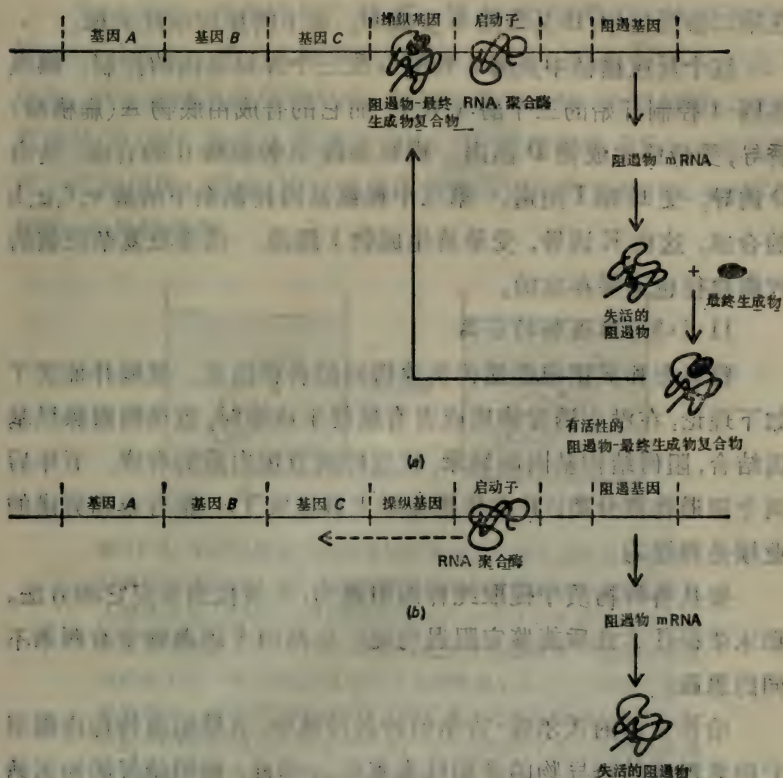 基因 A 基因 B 基因 C 操纵基因 启动子 阻遏基因
阻遏物-最终 RNA 聚合酶
生成物复合物
阻遏物 mRNA
+
最终生成物
失活的
阻遏物
有活性的
阻遏物-最终生成物复合物
(a)
基因 A 基因 B 基因 C 操纵基因 启动子 阻遏基因
RNA 聚合酶
(b)
阻遏物 mRNA
失活的阻遏物